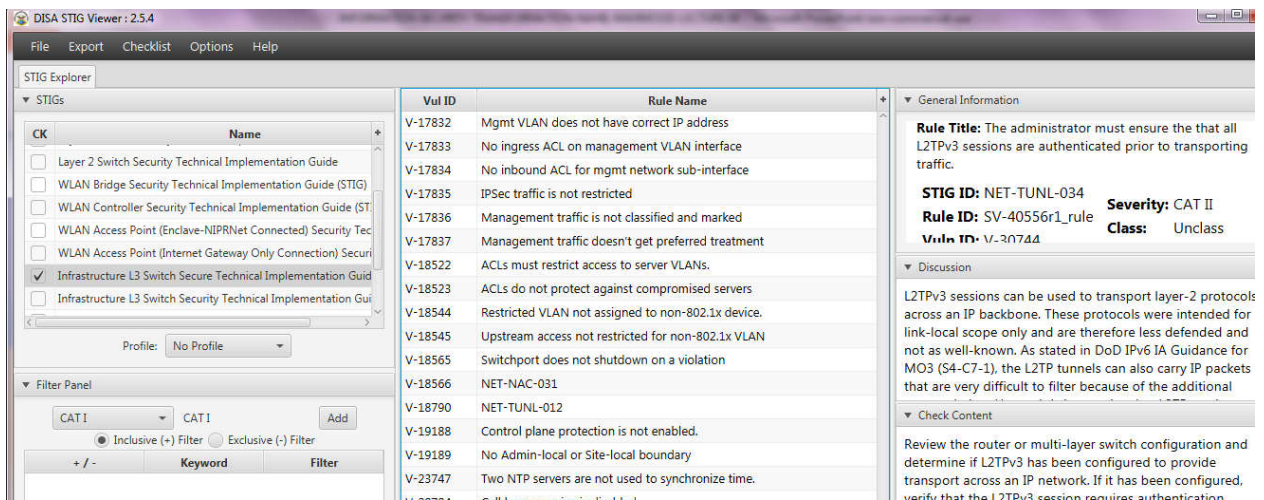 DISA STIG Viewer : 2.5.4
File Export Checklist Options Help
STIG Explorer
STIGs
CK Name +
Layer 2 Switch Security Technical Implementation Guide
WLAN Bridge Security Technical Implementation Guide (STIG)
WLAN Controller Security Technical Implementation Guide (ST
WLAN Access Point (Enclave-NIPRNet Connected) Security Tec
WLAN Access Point (Internet Gateway Only Connection) Securi
Infrastructure L3 Switch Secure Technical Implementation Guid
Infrastructure L3 Switch Security Technical Implementation Gui
Profile: No Profile
Filter Panel
CAT I CAT I Add
Inclusive (+) Filter Exclusive (-) Filter
+ / - Keyword Filter
Vul ID Rule Name +
V-17832 Mgmt VLAN does not have correct IP address
V-17833 No ingress ACL on management VLAN interface
V-17834 No inbound ACL for mgmt network sub-interface
V-17835 IPSec traffic is not restricted
V-17836 Management traffic is not classified and marked
V-17837 Management traffic doesn't get preferred treatment
V-18522 ACLs must restrict access to server VLANs.
V-18523 ACLs do not protect against compromised servers
V-18544 Restricted VLAN not assigned to non-802.1x device.
V-18545 Upstream access not restricted for non-802.1x VLAN
V-18565 Switchport does not shutdown on a violation
V-18566 NET-NAC-031
V-18790 NET-TUNL-012
V-19188 Control plane protection is not enabled.
V-19189 No Admin-local or Site-local boundary
V-23747 Two NTP servers are not used to synchronize time.
General Information
Rule Title: The administrator must ensure the that all
L2TPv3 sessions are authenticated prior to transporting
traffic.
STIG ID: NET-TUNL-034
Rule ID: SV-40556r1_rule
Vuln ID: V-30744
Severity: CAT II
Class: Unclass
Discussion
L2TPv3 sessions can be used to transport layer-2 protocols
across an IP backbone. These protocols were intended for
link-local scope only and are therefore less defended and
not as well-known. As stated in DoD IPv6 IA Guidance for
MO3 (S4-C7-1), the L2TP tunnels can also carry IP packets
that are very difficult to filter because of the additional
Check Content
Review the router or multi-layer switch configuration and
determine if L2TPv3 has been configured to provide
transport across an IP network. If it has been configured,
verify that the L2TPv3 session requires authentication